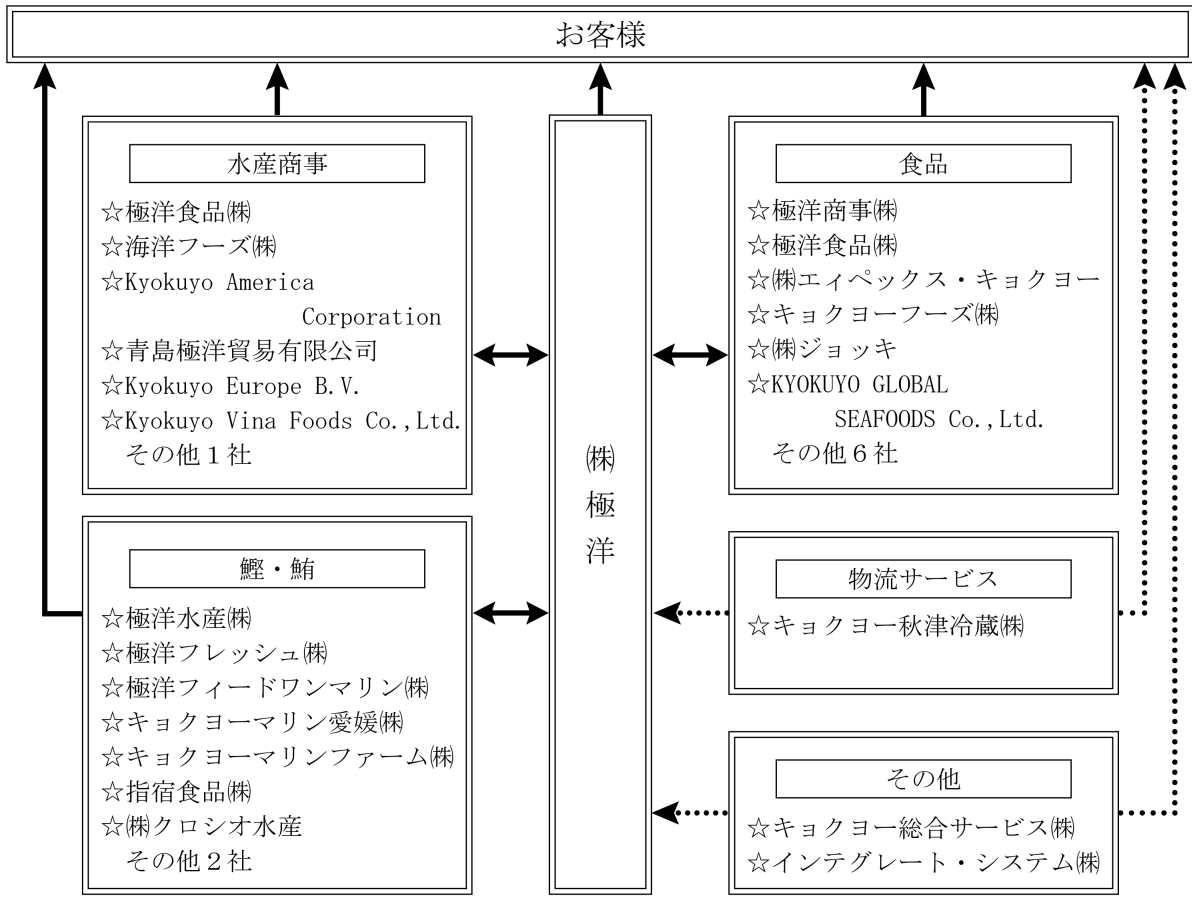 お客様
水産商事
☆極洋食品㈱
☆海洋フーズ㈱
☆Kyokuyo America
Corporation
☆青島極洋貿易有限公司
☆Kyokuyo Europe B.V.
☆Kyokuyo Vina Foods Co.,Ltd.
その他１社
鰹・鮪
☆極洋水産㈱
☆極洋フレッシュ㈱
☆極洋フィードワンマリン㈱
☆キョクヨーマリン愛媛㈱
☆キョクヨーマリンファーム㈱
☆指宿食品㈱
☆㈱クロシオ水産
その他２社
㈱
極
洋
食品
☆極洋商事㈱
☆極洋食品㈱
☆㈱エィペックス・キョクヨー
☆キョクヨーフーズ㈱
☆㈱ジョッキ
☆KYOKUYO GLOBAL
SEAFOODS Co.,Ltd.
その他６社
物流サービス
☆キョクヨー秋津冷蔵㈱
その他
☆キョクヨー総合サービス㈱
☆インテグレート・システム㈱